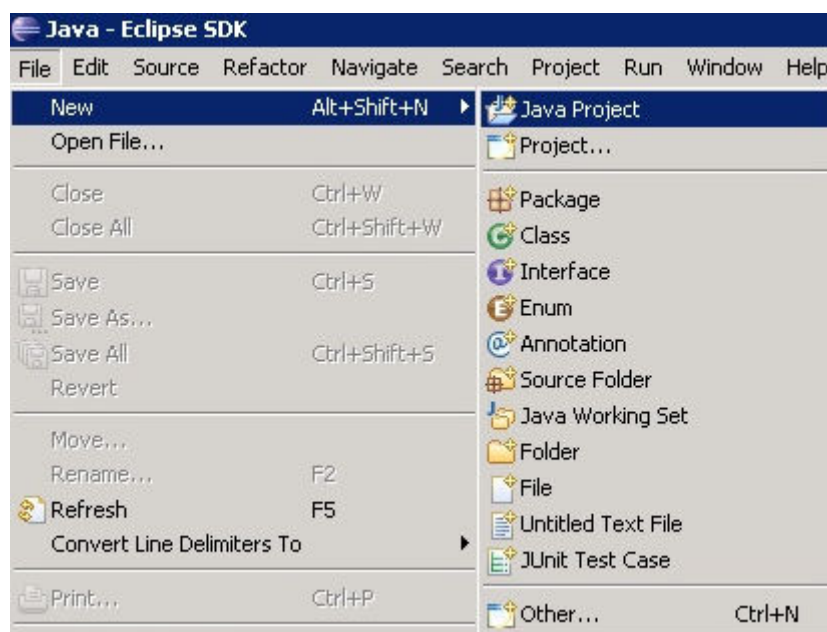 Java - Eclipse SDK
File Edit Source Refactor Navigate Search Project Run Window Help
New Alt+Shift+N
Open File...
Close Ctrl+W
Close All Ctrl+Shift+W
Save Ctrl+S
Save As...
Save All Ctrl+Shift+S
Revert
Move...
Rename... F2
Refresh F5
Convert Line Delimiters To
Print... Ctrl+P
Java Project
Project...
Package
Class
Interface
Enum
Annotation
Source Folder
Java Working Set
Folder
File
Untitled Text File
JUnit Test Case
Other... Ctrl+N